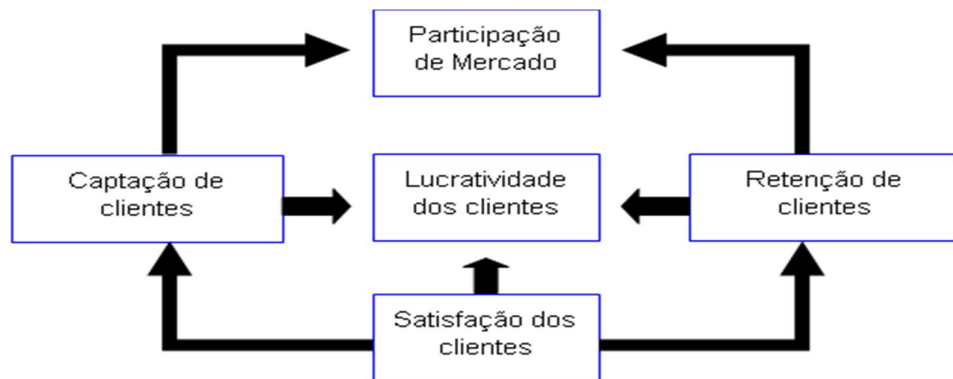 Participação
de Mercado
Captação de
clientes
Lucratividade
dos clientes
Retenção de
clientes
Satisfação dos
clientes